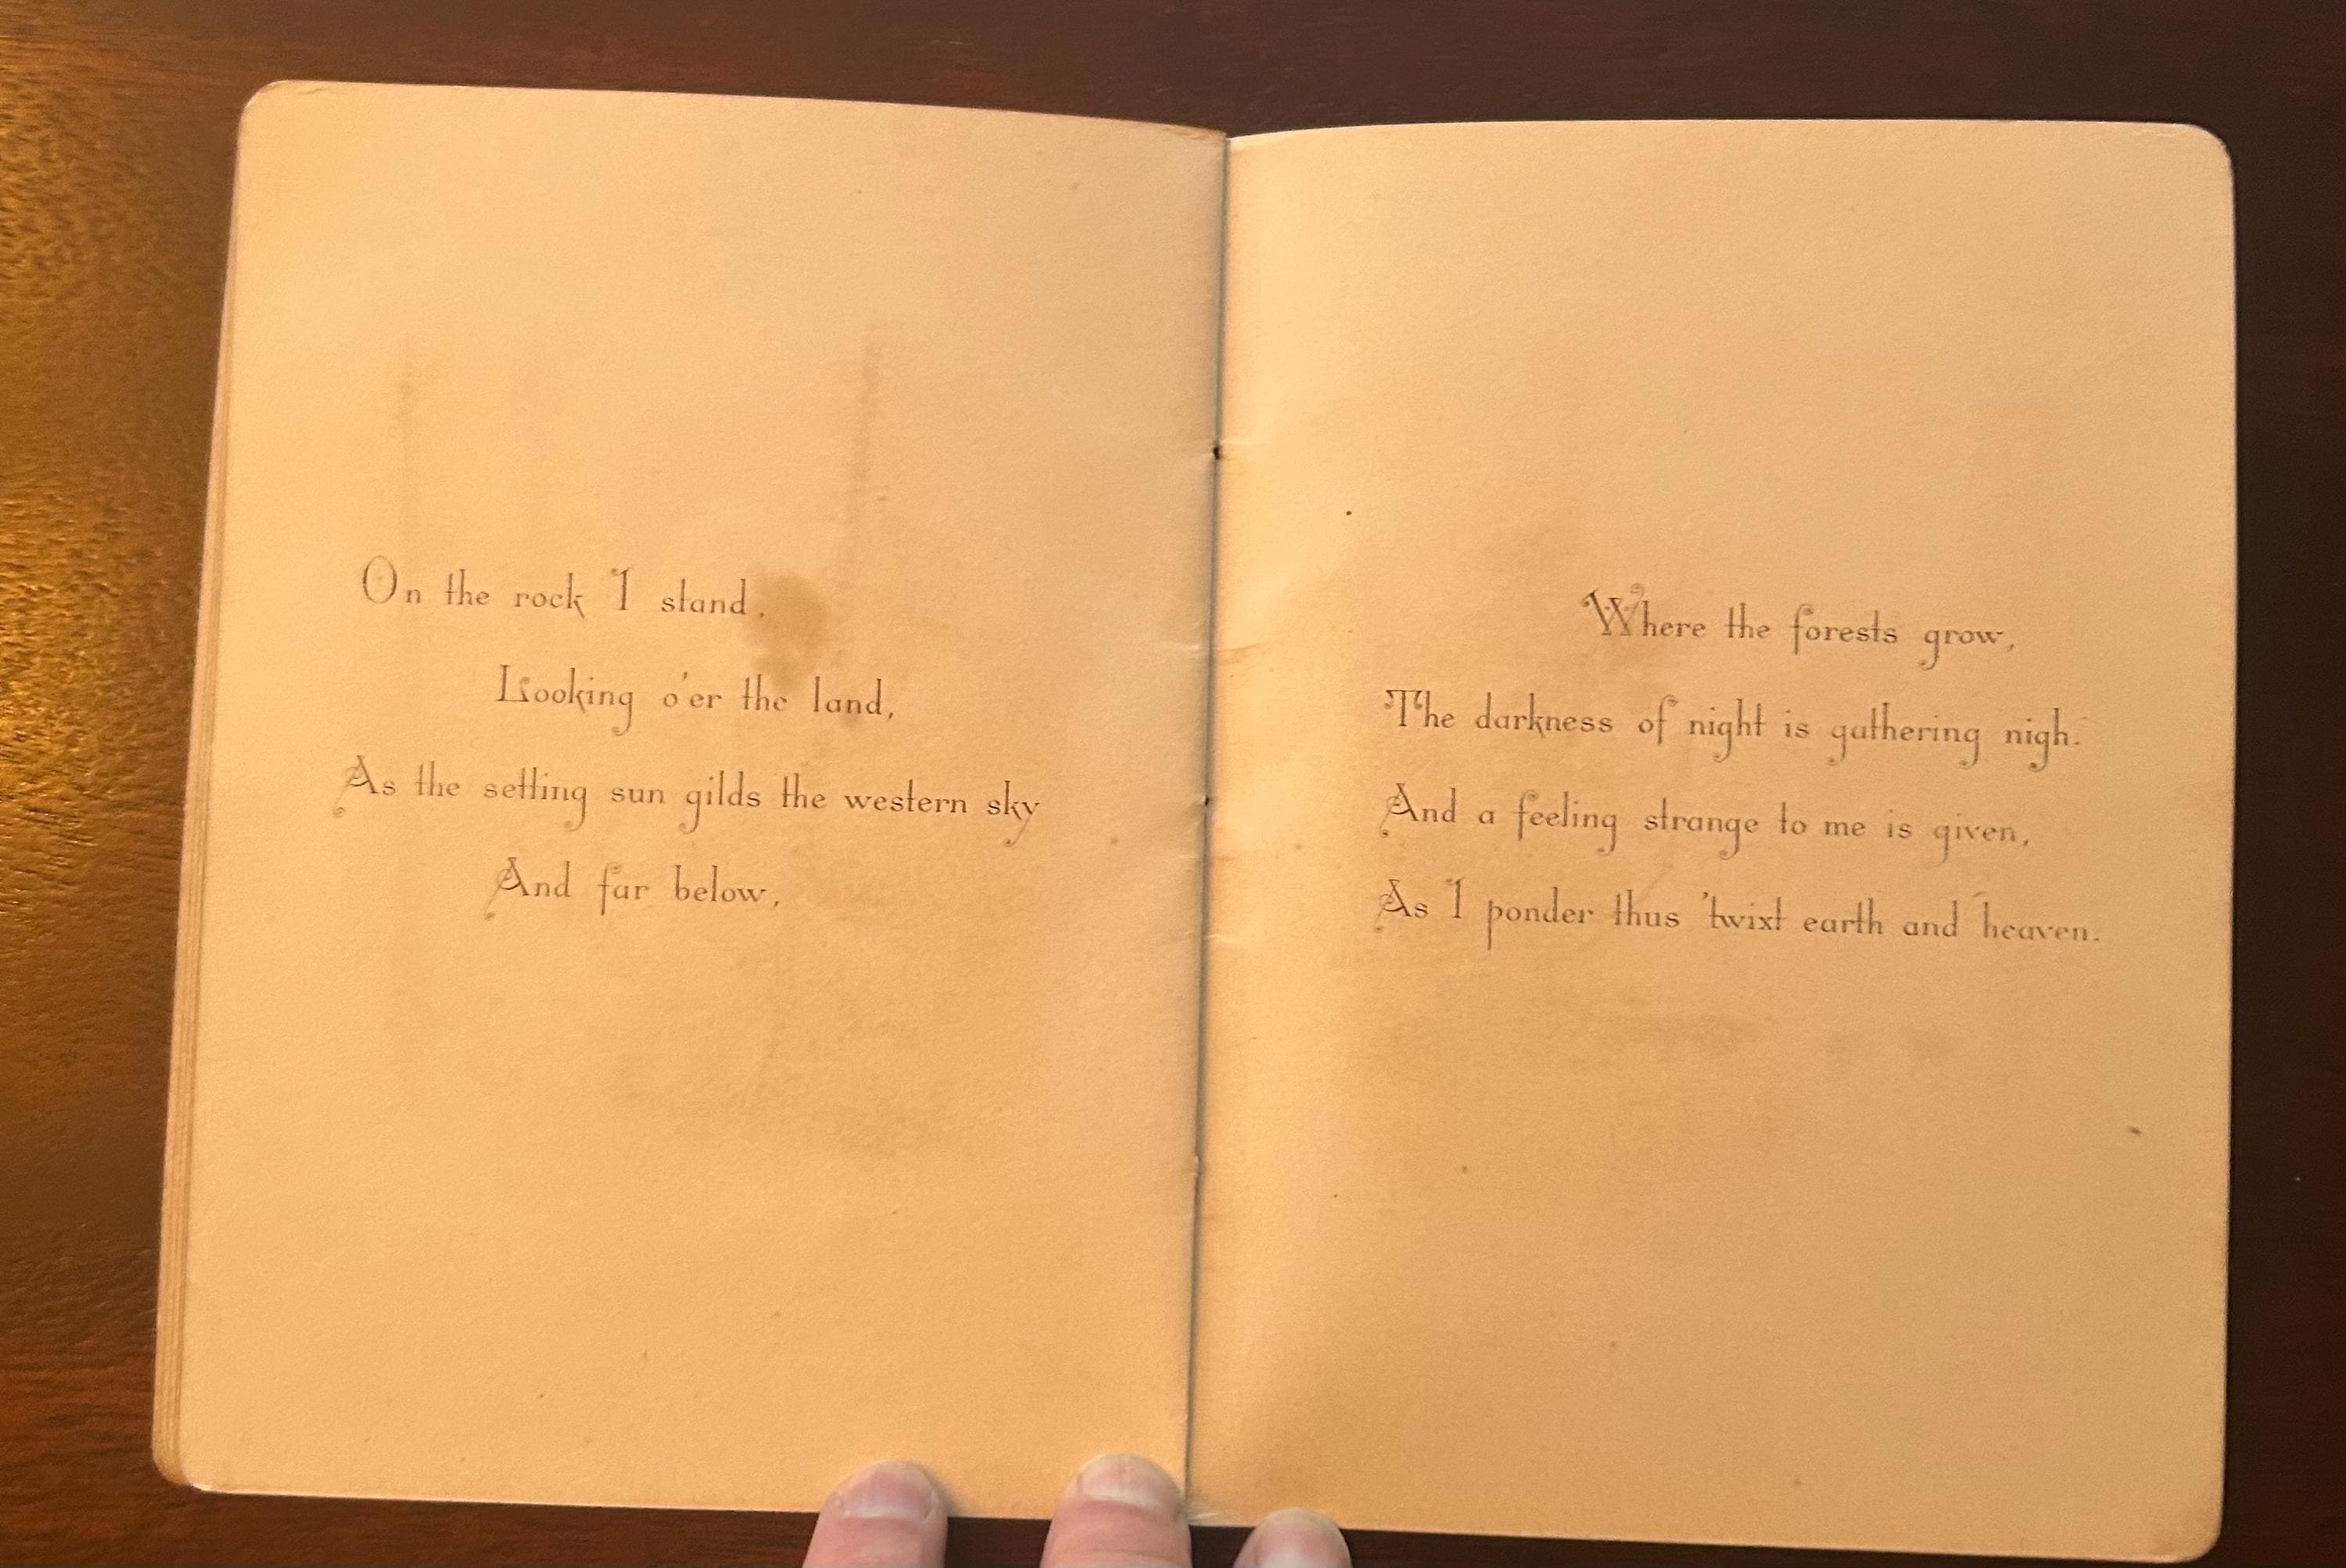 On the rock I stand,
Looking o'er the land,
As the setting sun gilds the western sky
And far below,
Where the forests grow,
The darkness of night is gathering nigh.
And a feeling strange to me is given,
As I ponder thus 'twixt earth and heaven.